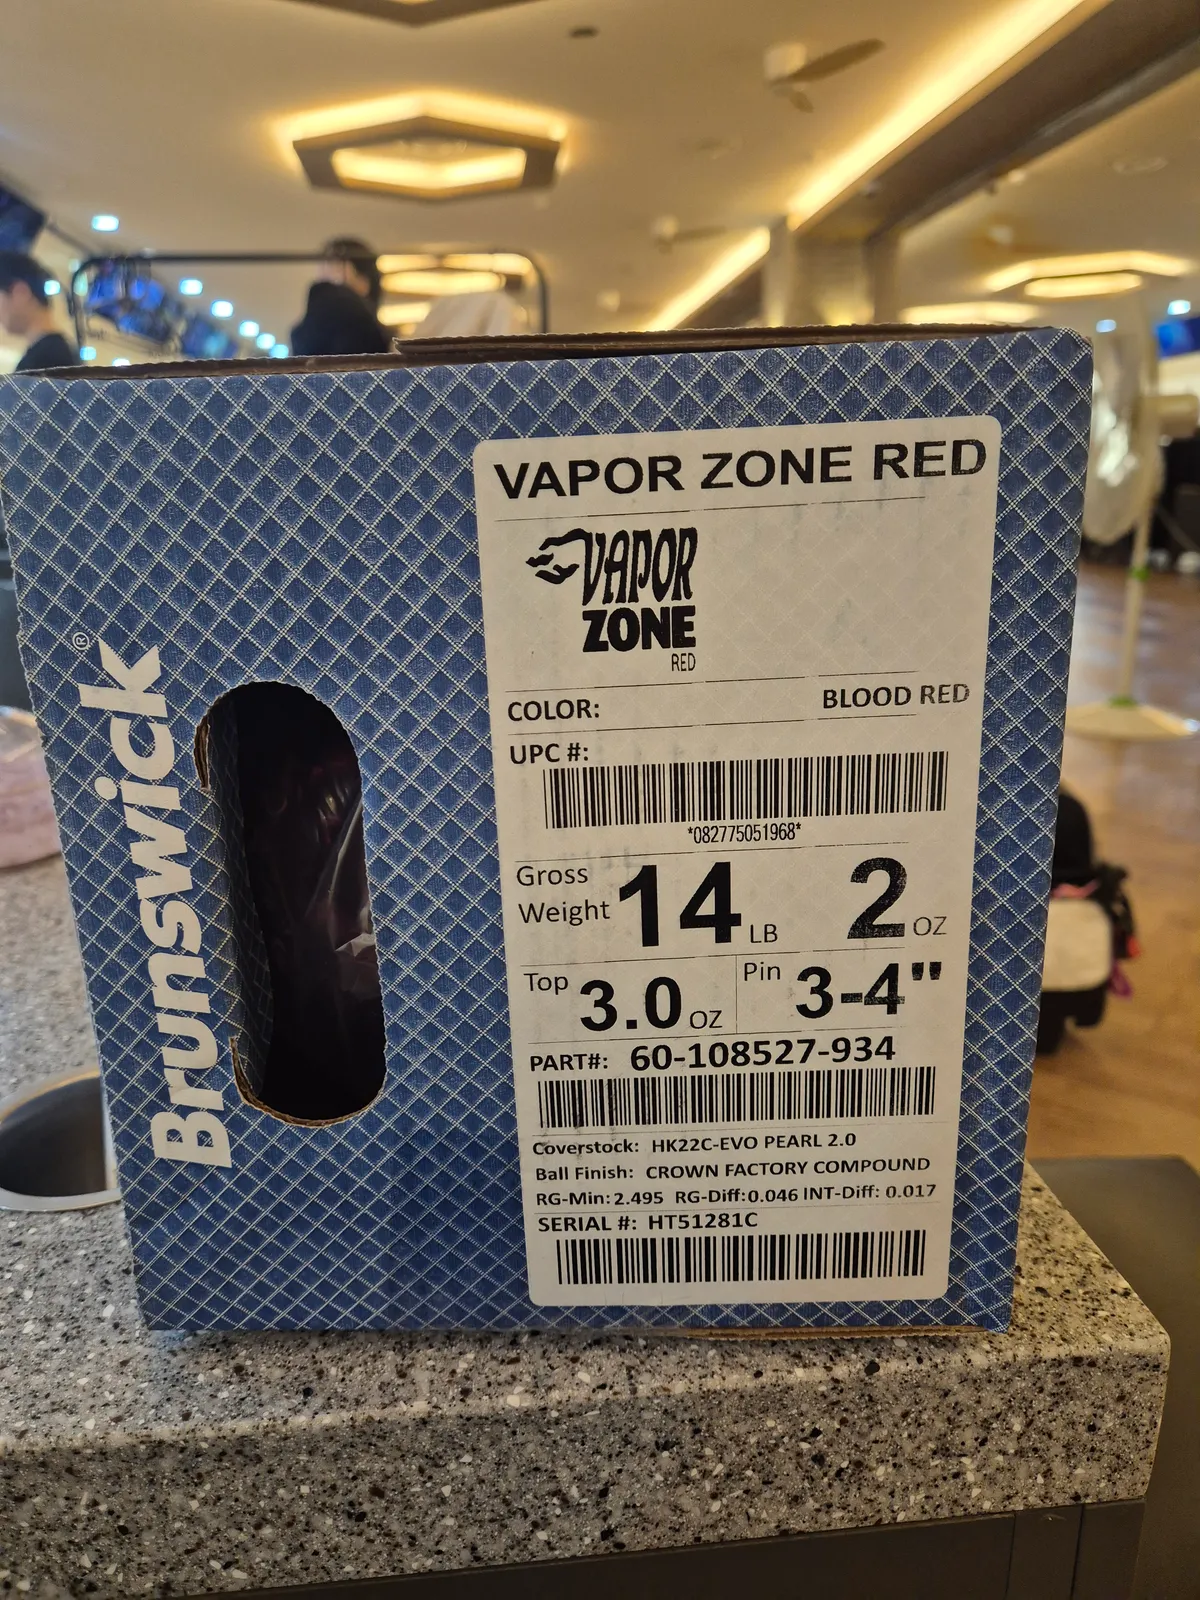 Brunswick®
VAPOR ZONE RED
VAPOR
ZONE
RED
COLOR: BLOOD RED
UPC #:
*082775051968*
Gross Weight 14 LB 2 OZ
Top 3.0 OZ Pin 3-4"
PART#: 60-108527-934
Coverstock: HK22C-EVO PEARL 2.0
Ball Finish: CROWN FACTORY COMPOUND
RG-Min: 2.495 RG-Diff:0.046 INT-Diff: 0.017
SERIAL #: HT51281C